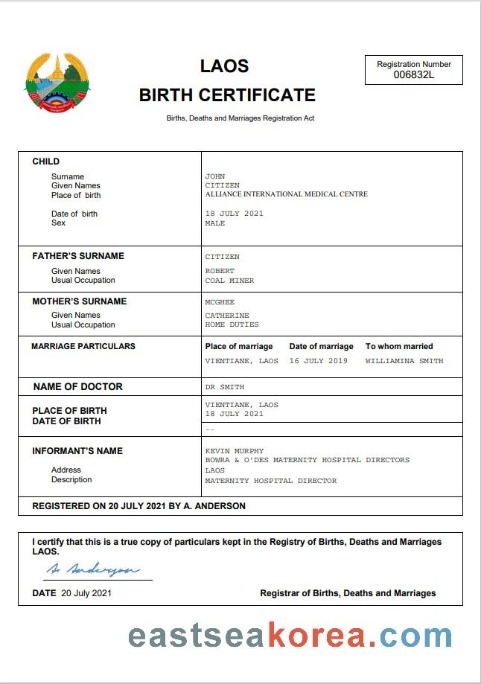 LAOS
BIRTH CERTIFICATE
Births, Deaths and Marriages Registration Act
Registration Number
006832L
CHILD
Surname JOHN
Given Names CITIZEN
Place of birth ALLIANCE INTERNATIONAL MEDICAL CENTRE
Date of birth 18 JULY 2021
Sex MALE
FATHER'S SURNAME CITIZEN
Given Names ROBERT
Usual Occupation COAL MINER
MOTHER'S SURNAME MCGHEE
Given Names CATHERINE
Usual Occupation HOME DUTIES
MARRIAGE PARTICULARS Place of marriage Date of marriage To whom married
VIENTIANE, LAOS 16 JULY 2019 WILLIAMINA SMITH
NAME OF DOCTOR DR SMITH
PLACE OF BIRTH VIENTIANE, LAOS
DATE OF BIRTH 18 JULY 2021
--
INFORMANT'S NAME KEVIN MURPHY
BOWRA & O'DES MATERNITY HOSPITAL DIRECTORS
Address LAOS
Description MATERNITY HOSPITAL DIRECTOR
REGISTERED ON 20 JULY 2021 BY A. ANDERSON
I certify that this is a true copy of particulars kept in the Registry of Births, Deaths and Marriages
LAOS.
A. Anderson
DATE 20 July 2021 Registrar of Births, Deaths and Marriages
eastseakorea.com